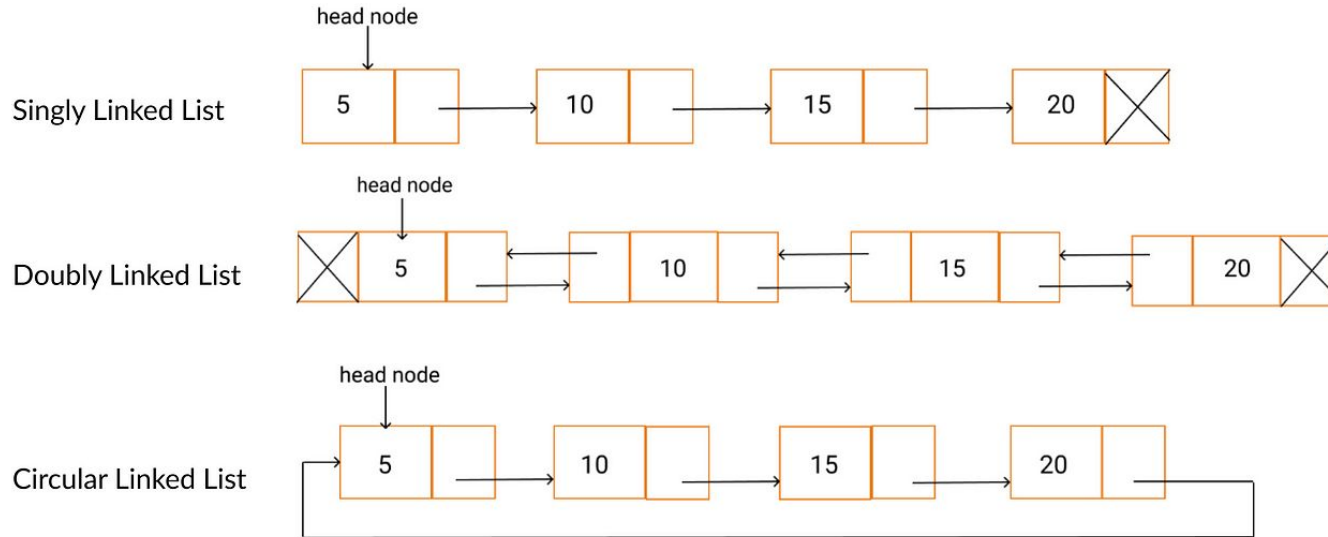 head node
Singly Linked List
5 10 15 20
head node
Doubly Linked List
5 10 15 20
head node
Circular Linked List
5 10 15 20